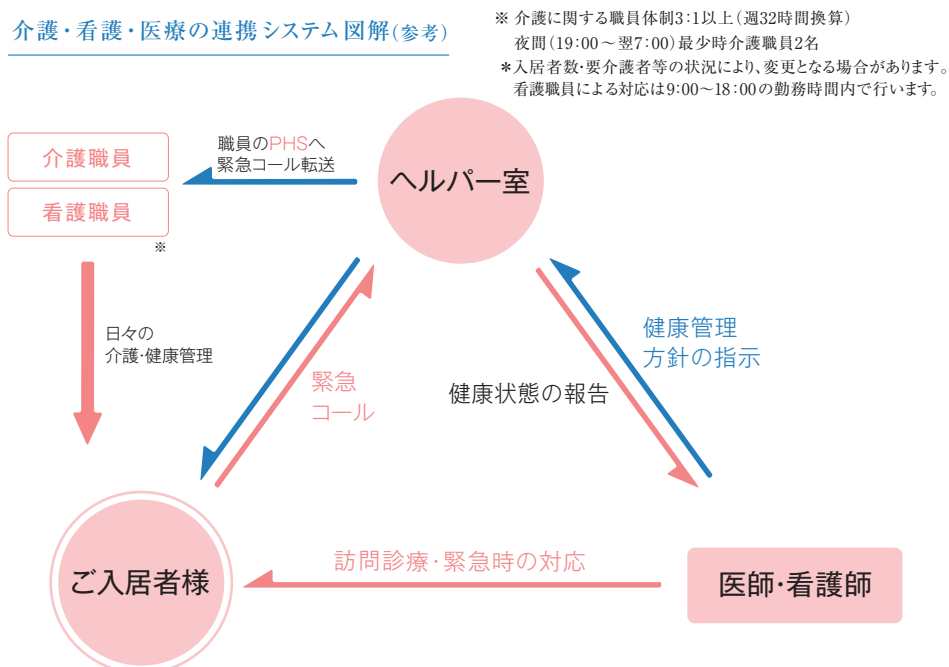 介護・看護・医療の連携システム図解(参考)
※ 介護に関する職員体制3:1以上(週32時間換算)
夜間(19:00～翌7:00)最少時介護職員2名
*入居者数・要介護者等の状況により、変更となる場合があります。
看護職員による対応は9:00～18:00の勤務時間内で行います。
介護職員
看護職員
※
職員のPHSへ
緊急コール転送
ヘルパー室
日々の
介護・健康管理
緊急
コール
健康状態の報告
健康管理
方針の指示
ご入居者様
訪問診療・緊急時の対応
医師・看護師